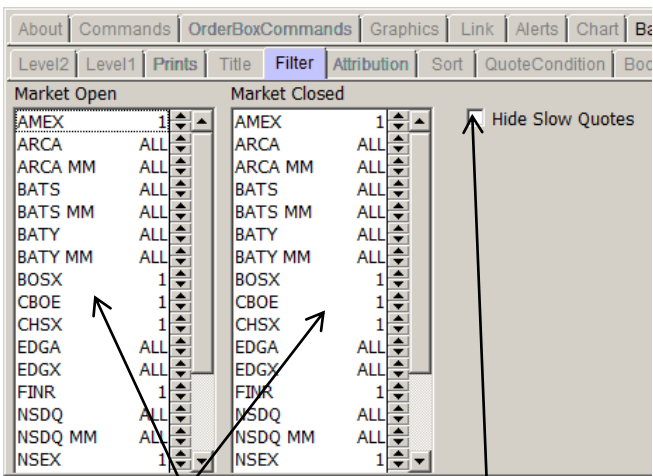 About Commands OrderBoxCommands Graphics Link Alerts Chart Ba
Level2 Level1 Prints Title Filter Attribution Sort QuoteCondition Boo
Market Open Market Closed
AMEX 1 AMEX 1 Hide Slow Quotes
ARCA ALL ARCA ALL
ARCA MM ALL ARCA MM ALL
BATS ALL BATS ALL
BATS MM ALL BATS MM ALL
BATY ALL BATY ALL
BATY MM ALL BATY MM ALL
BOSX 1 BOSX 1
CBOE 1 CBOE 1
CHSX 1 CHSX 1
EDGA ALL EDGA ALL
EDGX ALL EDGX ALL
FINR 1 FINR 1
NSDQ ALL NSDQ ALL
NSDQ MM ALL NSDQ MM ALL
NSEX 1 NSEX 1